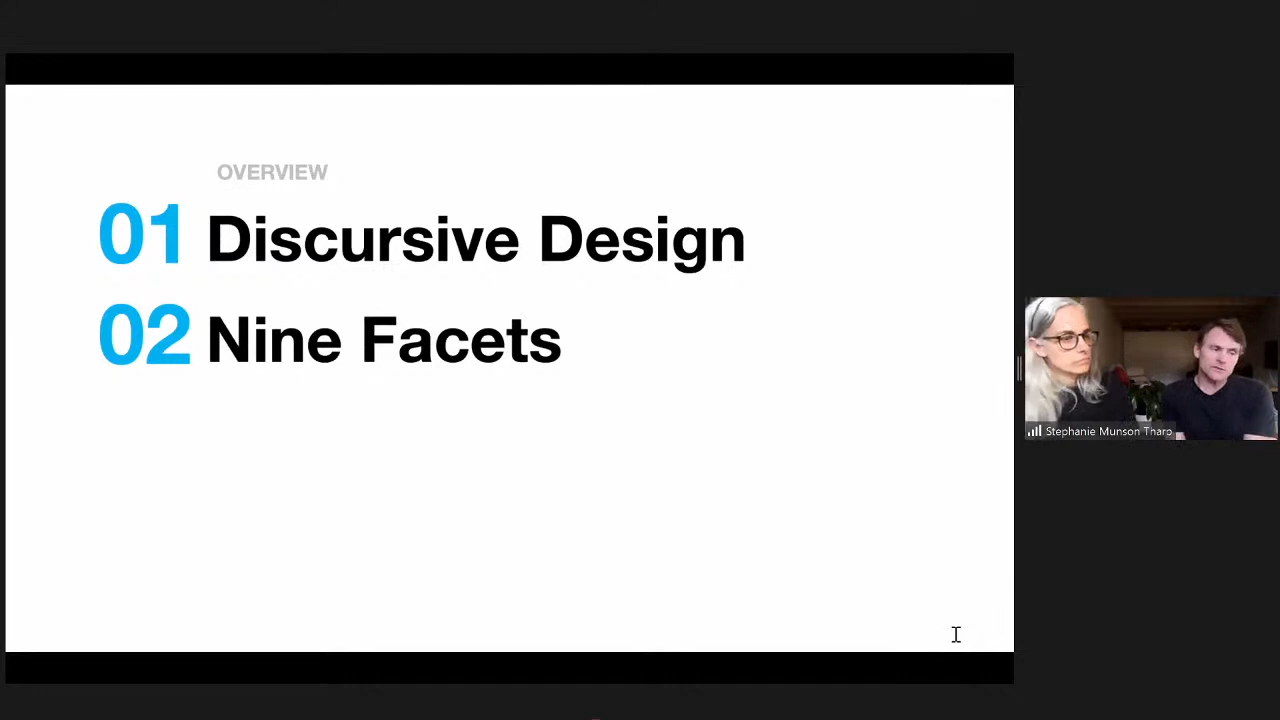 OVERVIEW
01 Discursive Design
02 Nine Facets
Stephanie Munson Tharp